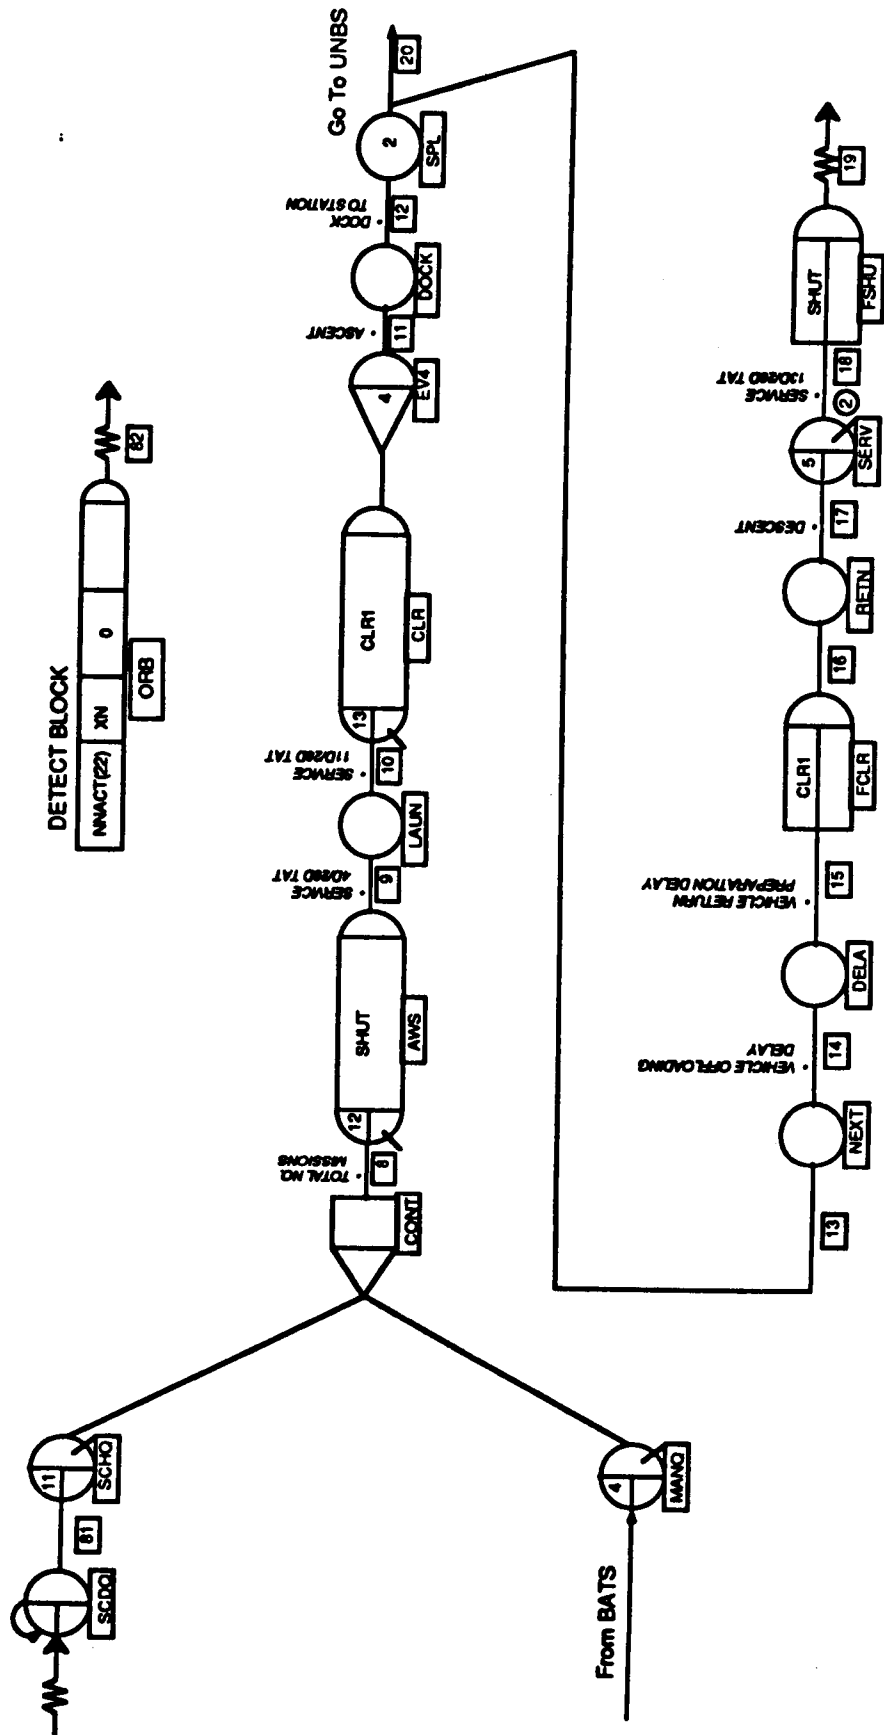 DETECT BLOCK
NNACT(22) XN 0
ORB
82
SCDQ
81
11
SCHQ
From BATS
4
MANQ
CONT
TOTAL NO.
MISSIONS
8
12
SHUT
AWS
SERVICE
4D/28D TAT
9
LAUN
SERVICE
11D/28D TAT
10
13
CLR1
CLR
4
EV4
ASCENT
11
DOCK
DOCK
TO STATION
12
2
SPL
Go To UNBS
20
13
NEXT
VEHICLE OFFLOADING
DELAY
14
DELA
VEHICLE RETURN
PREPARATION DELAY
15
CLR1
FCLR
16
RETN
DESCENT
17
5
SERV
2
SERVICE
13D/28D TAT
18
SHUT
FSHU
19